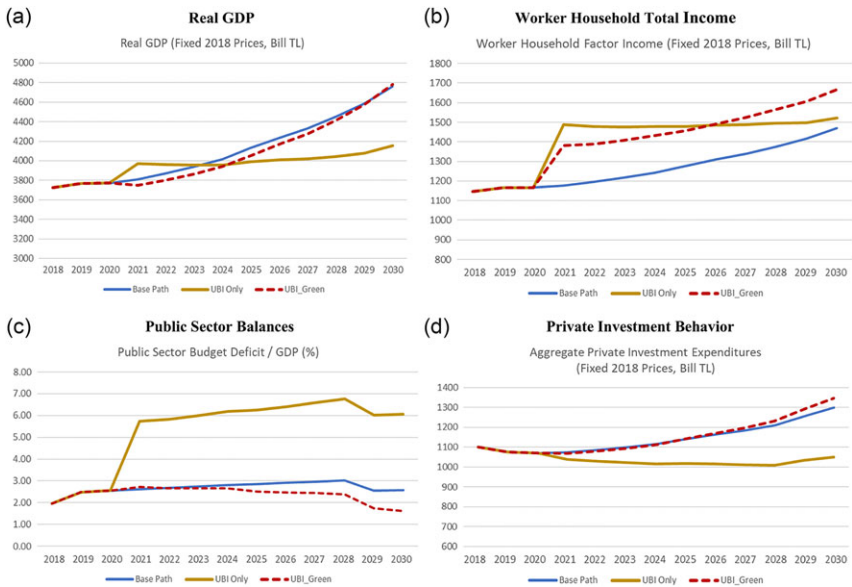 (a) Real GDP
Real GDP (Fixed 2018 Prices, Bill TL)
5000
4800
4600
4400
4200
4000
3800
3600
3400
3200
3000
2018 2019 2020 2021 2022 2023 2024 2025 2026 2027 2028 2029 2030
Base Path UBI Only UBI_Green
(b) Worker Household Total Income
Worker Household Factor Income (Fixed 2018 Prices, Bill TL)
1800
1700
1600
1500
1400
1300
1200
1100
1000
900
800
2018 2019 2020 2021 2022 2023 2024 2025 2026 2027 2028 2029 2030
Base Path UBI Only UBI_Green
(c) Public Sector Balances
Public Sector Budget Deficit / GDP (%)
8.00
7.00
6.00
5.00
4.00
3.00
2.00
1.00
0.00
2018 2019 2020 2021 2022 2023 2024 2025 2026 2027 2028 2029 2030
Base Path UBI Only UBI_Green
(d) Private Investment Behavior
Aggregate Private Investment Expenditures
(Fixed 2018 Prices, Bill TL)
1400
1300
1200
1100
1000
900
800
700
600
2018 2019 2020 2021 2022 2023 2024 2025 2026 2027 2028 2029 2030
Base Path UBI Only UBI_Green